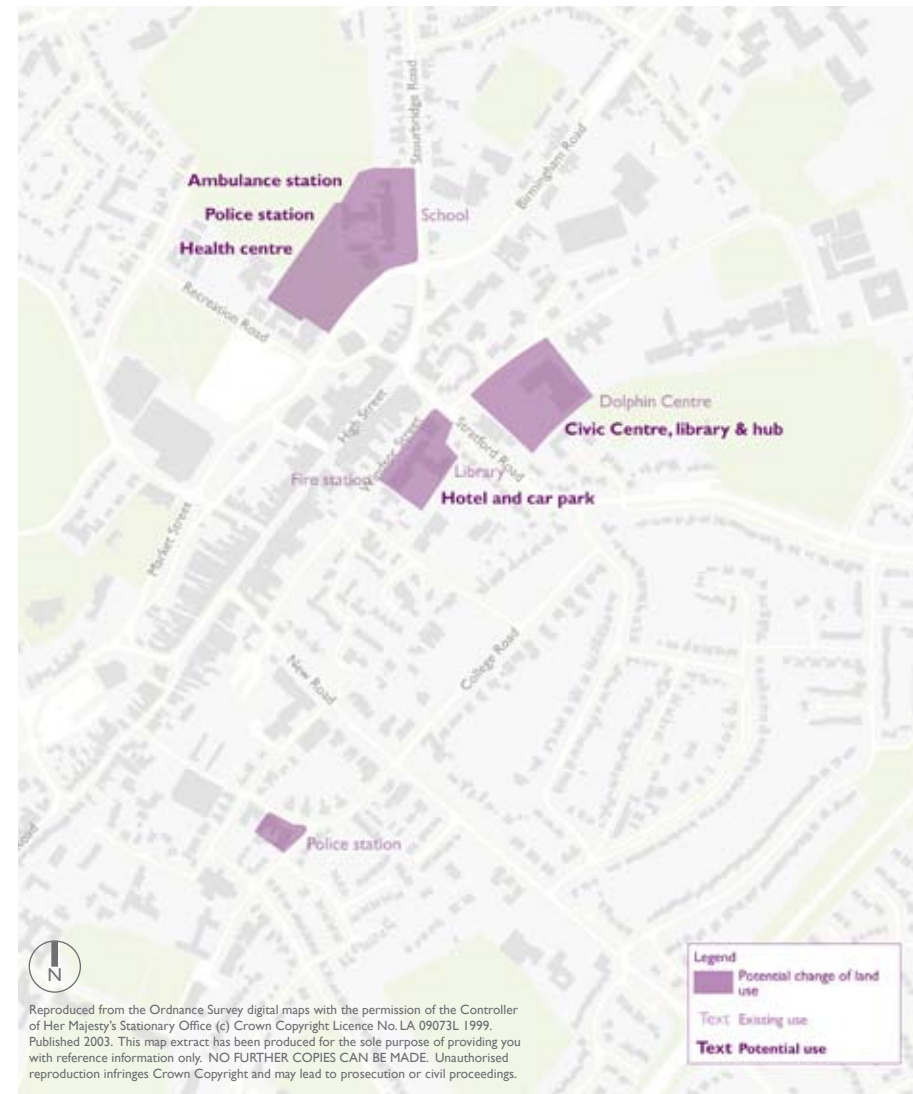 Stourbridge Road
Birmingham Road
Ambulance station
Police station
School
Health centre
Recreation Road
High Street
Dolphin Centre
Stratford Road
Civic Centre, library & hub
Fire station
Library
Hotel and car park
Market Street
College Road
New Road
Police station
N
Legend
Potential change of land
use
Text Existing use
Text Potential use
Reproduced from the Ordnance Survey digital maps with the permission of the Controller
of Her Majesty's Stationary Office (c) Crown Copyright Licence No. LA 09073L 1999.
Published 2003. This map extract has been produced for the sole purpose of providing you
with reference information only. NO FURTHER COPIES CAN BE MADE. Unauthorised
reproduction infringes Crown Copyright and may lead to prosecution or civil proceedings.